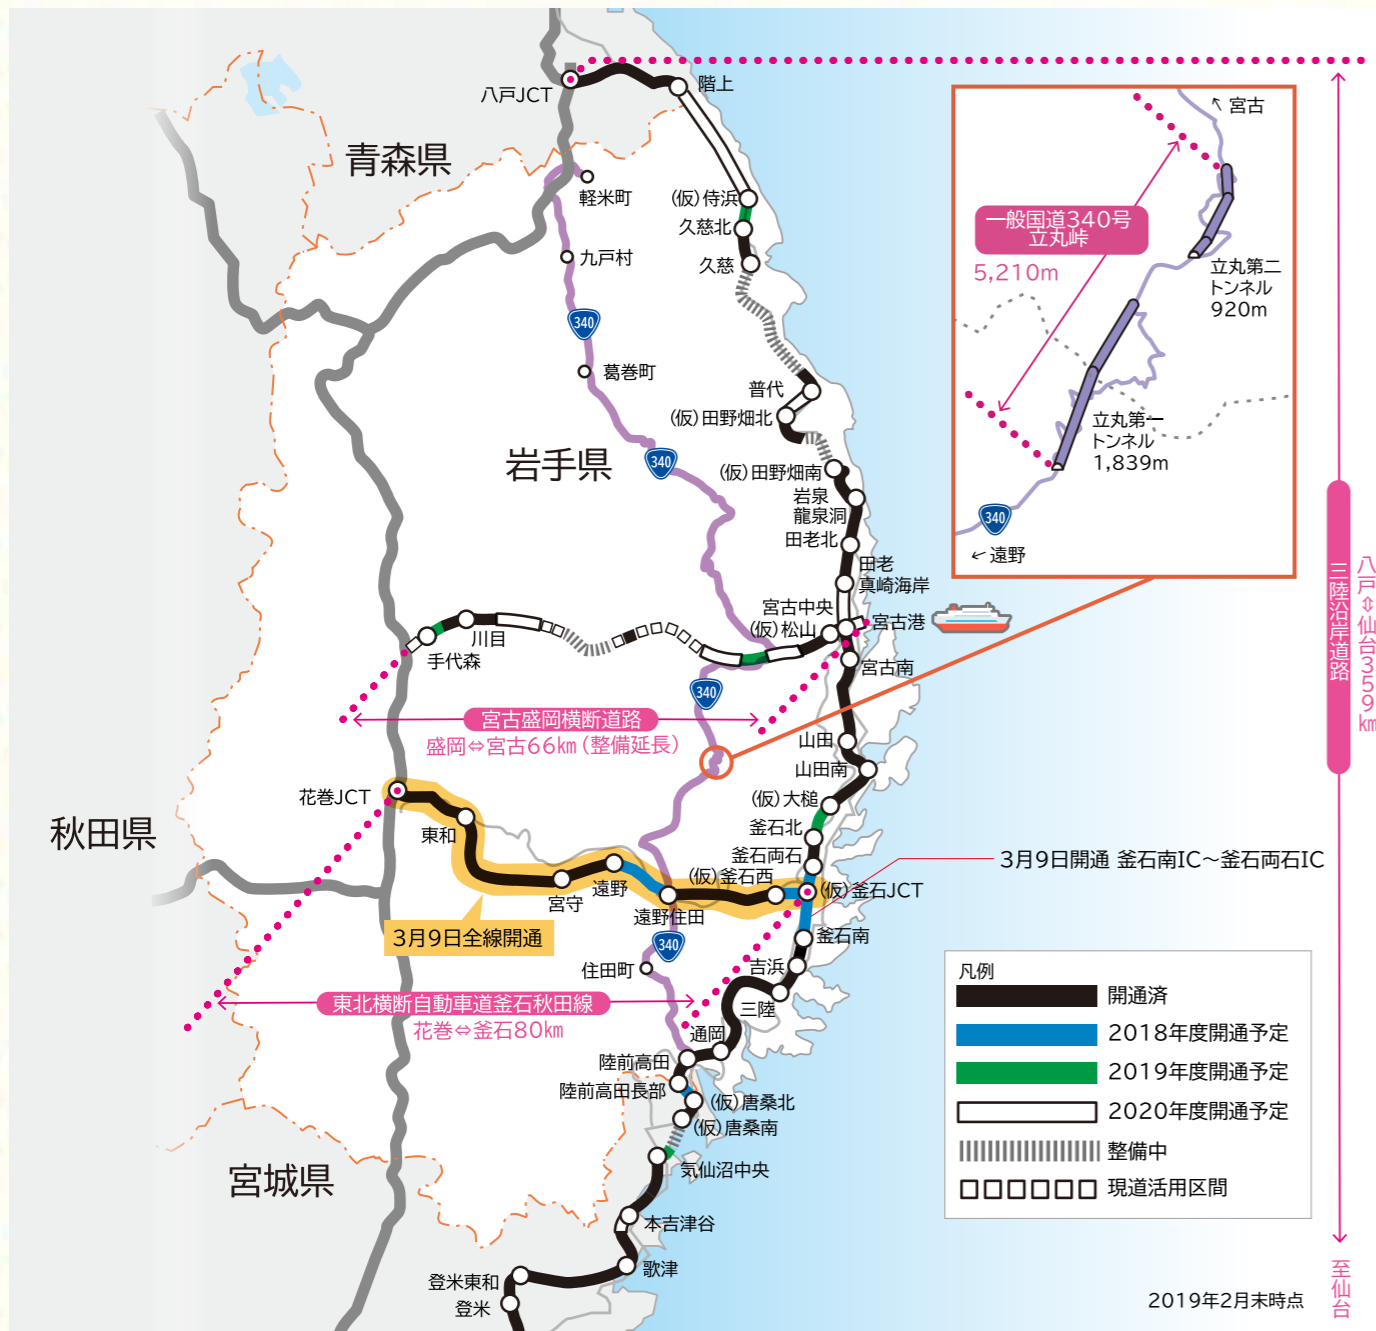 八戸JCT
階上
青森県
軽米町
(仮)侍浜
久慈北
九戸村
久慈
340
葛巻町
普代
(仮)田野畑北
岩手県
340
(仮)田野畑南
岩泉
龍泉洞
田老北
田老
真崎海岸
宮古中央
(仮)松山
宮古港
川目
手代森
宮古南
340
宮古盛岡横断道路
盛岡⇔宮古66km(整備延長)
山田
山田南
花巻JCT
(仮)大槌
東和
釜石北
秋田県
釜石両石
3月9日開通 釜石南IC～釜石両石IC
遠野
(仮)釜石西
(仮)釜石JCT
宮守
遠野住田
3月9日全線開通
釜石南
340
住田町
吉浜
三陸
東北横断自動車道釜石秋田線
花巻⇔釜石80km
通岡
陸前高田
陸前高田長部
(仮)唐桑北
(仮)唐桑南
気仙沼中央
宮城県
本吉津谷
歌津
登米東和
登米
↖宮古
一般国道340号
立丸峠
5,210m
立丸第二
トンネル
920m
立丸第一
トンネル
1,839m
340
←遠野
三陸沿岸道路
八戸⇔仙台359km
至仙台
凡例
開通済
2018年度開通予定
2019年度開通予定
2020年度開通予定
整備中
現道活用区間
2019年2月末時点